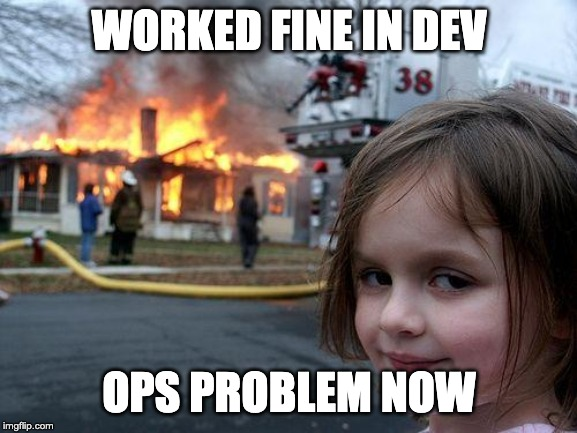 WORKED FINE IN DEV
38
OPS PROBLEM NOW
imgflip.com